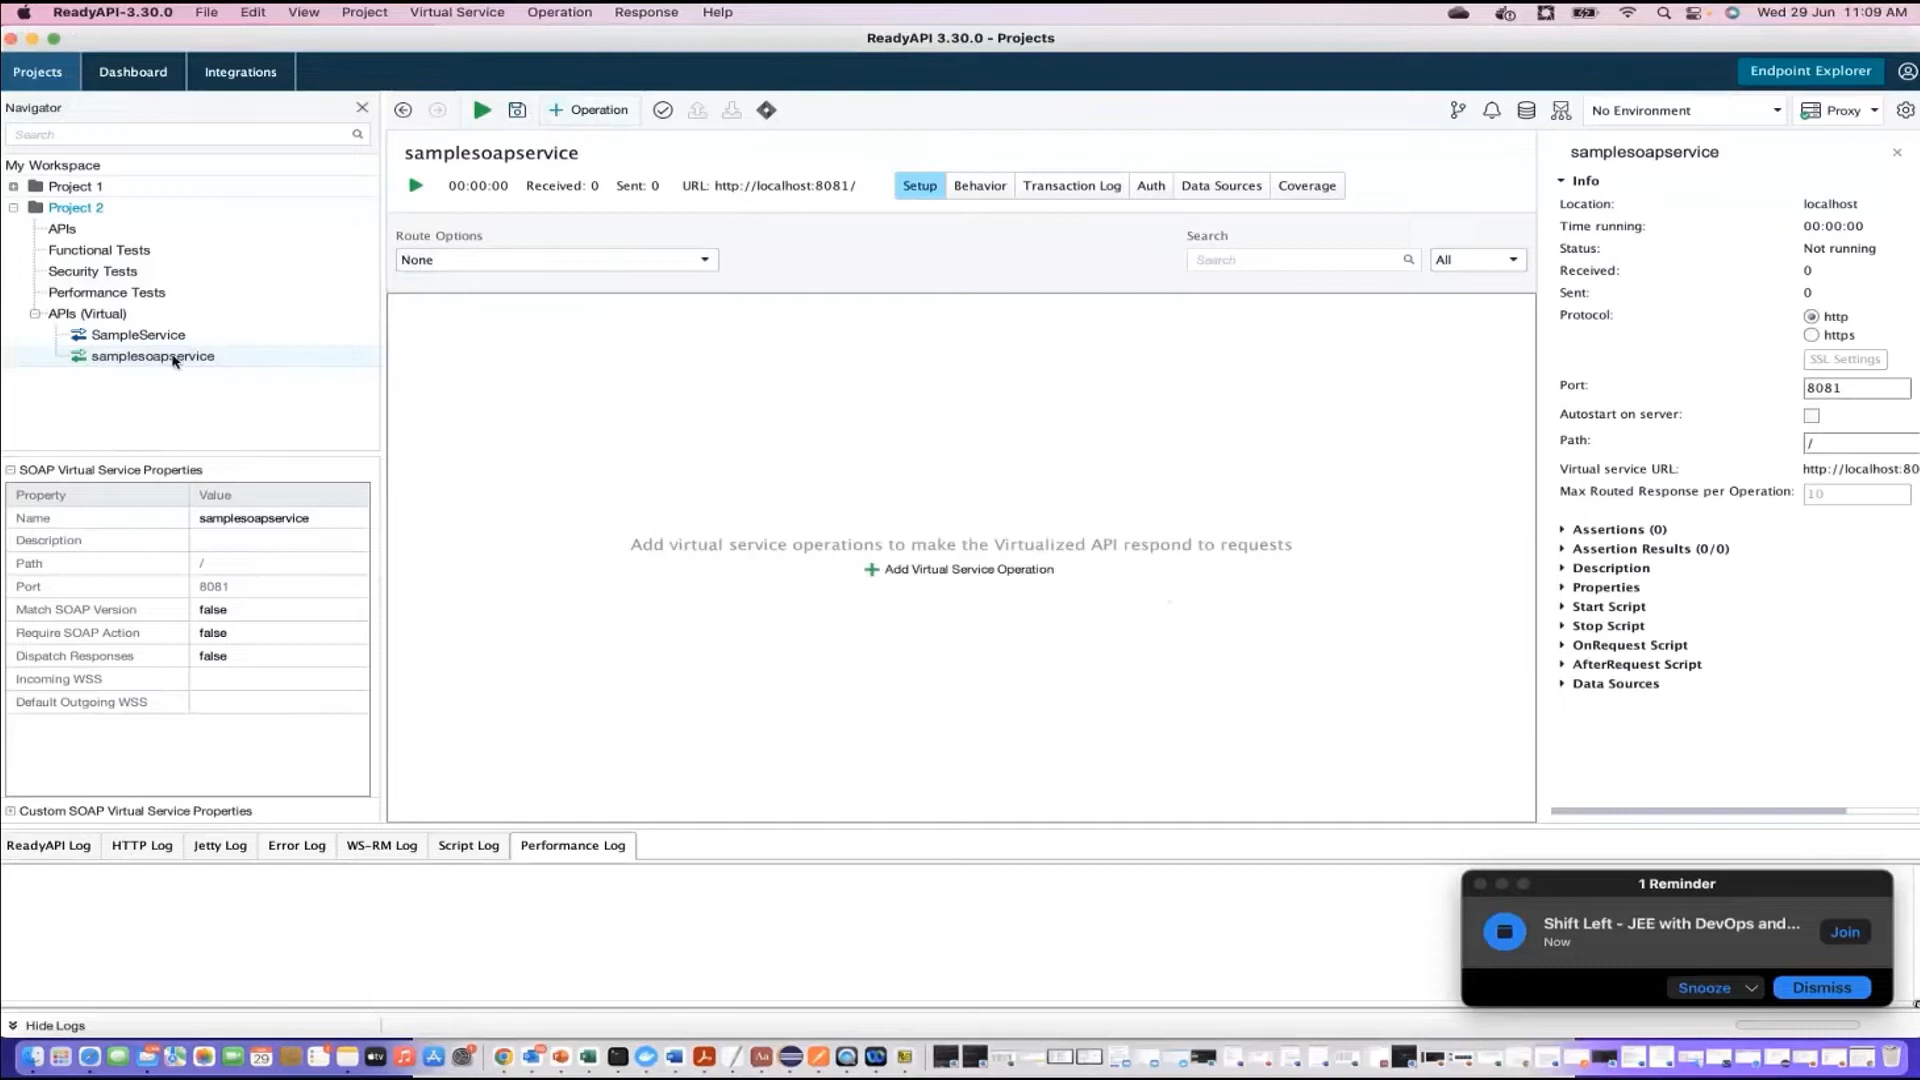 ReadyAPI-3.30.0 File Edit View Project Virtual Service Operation Response Help Wed 29 Jun 11:09 AM
ReadyAPI 3.30.0 - Projects
Projects Dashboard Integrations Endpoint Explorer
Navigator
Operation No Environment Proxy
Search
My Workspace
Project 1
Project 2
APIs
Functional Tests
Security Tests
Performance Tests
APIs (Virtual)
SampleService
samplesoapservice
SOAP Virtual Service Properties
Property Value
Name samplesoapservice
Description
Path /
Port 8081
Match SOAP Version false
Require SOAP Action false
Dispatch Responses false
Incoming WSS
Default Outgoing WSS
Custom SOAP Virtual Service Properties
samplesoapservice
00:00:00 Received: 0 Sent: 0 URL: http://localhost:8081/ Setup Behavior Transaction Log Auth Data Sources Coverage
Route Options Search
None Search All
Add virtual service operations to make the Virtualized API respond to requests
Add Virtual Service Operation
samplesoapservice
Info
Location: localhost
Time running: 00:00:00
Status: Not running
Received: 0
Sent: 0
Protocol: http
https
SSL Settings
Port: 8081
Autostart on server:
Path: /
Virtual service URL: http://localhost:80
Max Routed Response per Operation: 10
Assertions (0)
Assertion Results (0/0)
Description
Properties
Start Script
Stop Script
OnRequest Script
AfterRequest Script
Data Sources
ReadyAPI Log HTTP Log Jetty Log Error Log WS-RM Log Script Log Performance Log
1 Reminder
Shift Left - JEE with DevOps and... Join
Now
Snooze Dismiss
Hide Logs
29 tv